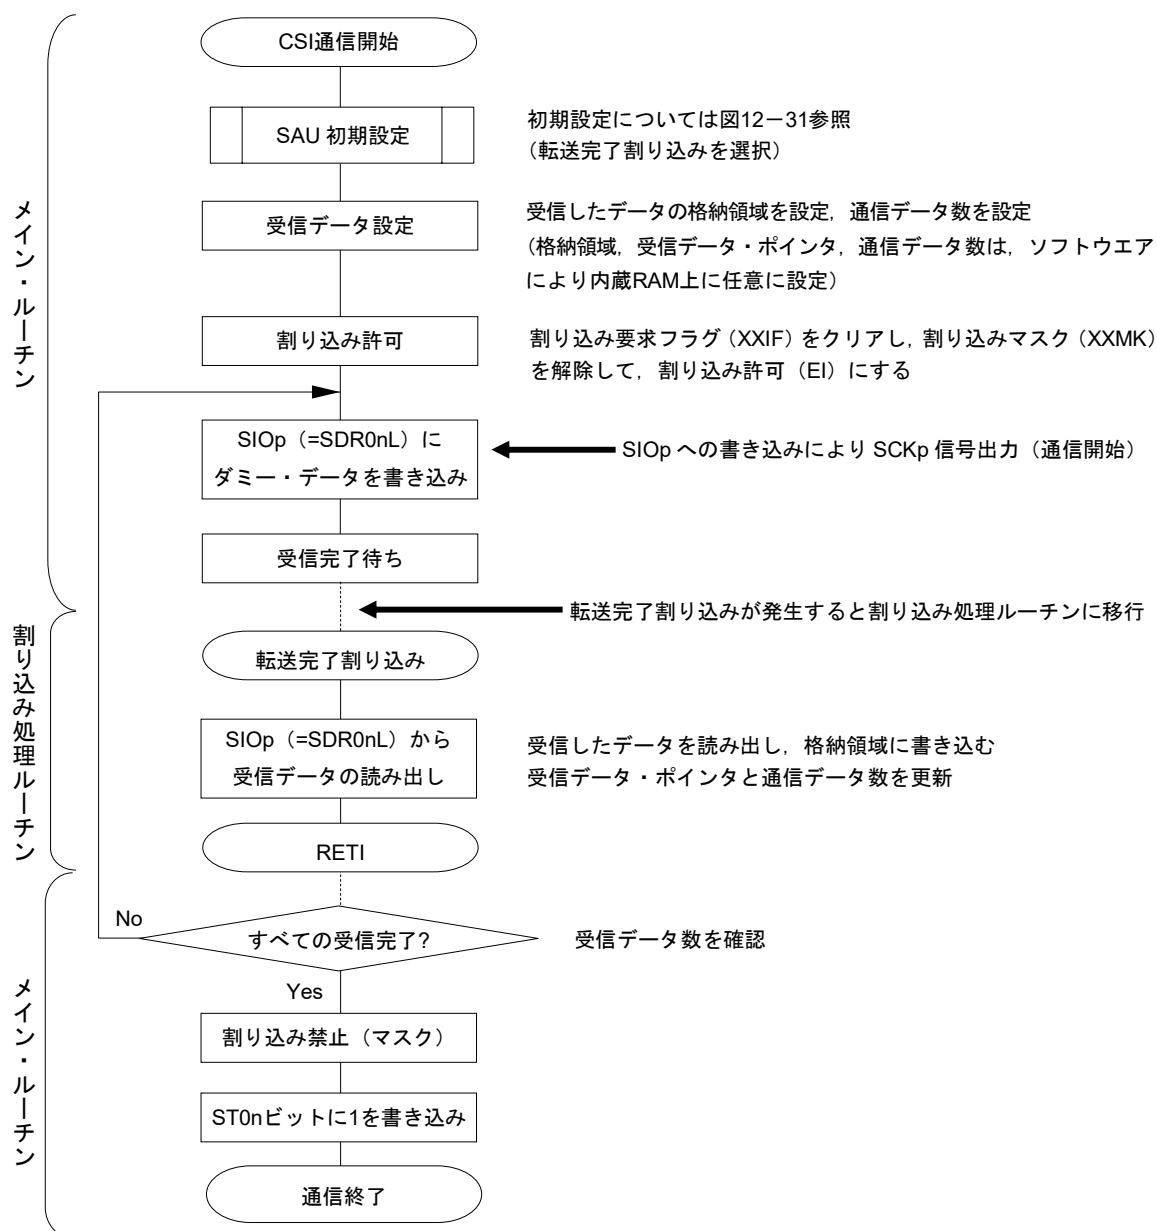 CSI通信開始
SAU 初期設定
初期設定については図12－31参照
（転送完了割り込みを選択）
メイン・ルーチン
受信データ設定
受信したデータの格納領域を設定，通信データ数を設定
（格納領域，受信データ・ポインタ，通信データ数は，ソフトウエア
により内蔵RAM上に任意に設定）
割り込み許可
割り込み要求フラグ（XXIF）をクリアし，割り込みマスク（XXMK）
を解除して，割り込み許可（EI）にする
SIOp（=SDR0nL）に
ダミー・データを書き込み
SIOp への書き込みにより SCKp 信号出力（通信開始）
受信完了待ち
転送完了割り込みが発生すると割り込み処理ルーチンに移行
割り込み処理ルーチン
転送完了割り込み
SIOp（=SDR0nL）から
受信データの読み出し
受信したデータを読み出し，格納領域に書き込む
受信データ・ポインタと通信データ数を更新
RETI
No
すべての受信完了?
受信データ数を確認
Yes
メイン・ルーチン
割り込み禁止（マスク）
ST0nビットに1を書き込み
通信終了